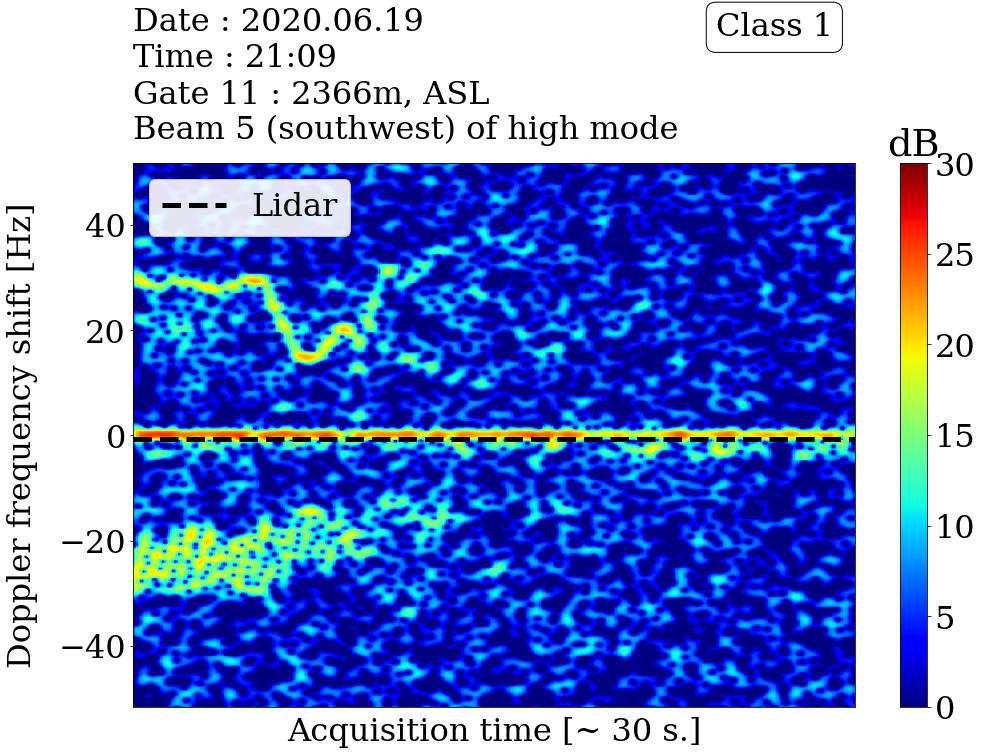 Date : 2020.06.19
Class 1
Time : 21:09
Gate 11 : 2366m, ASL
Beam 5 (southwest) of high mode
dB
Lidar
Doppler frequency shift [Hz]
40
20
0
−20
−40
30
25
20
15
10
5
0
Acquisition time [~ 30 s.]